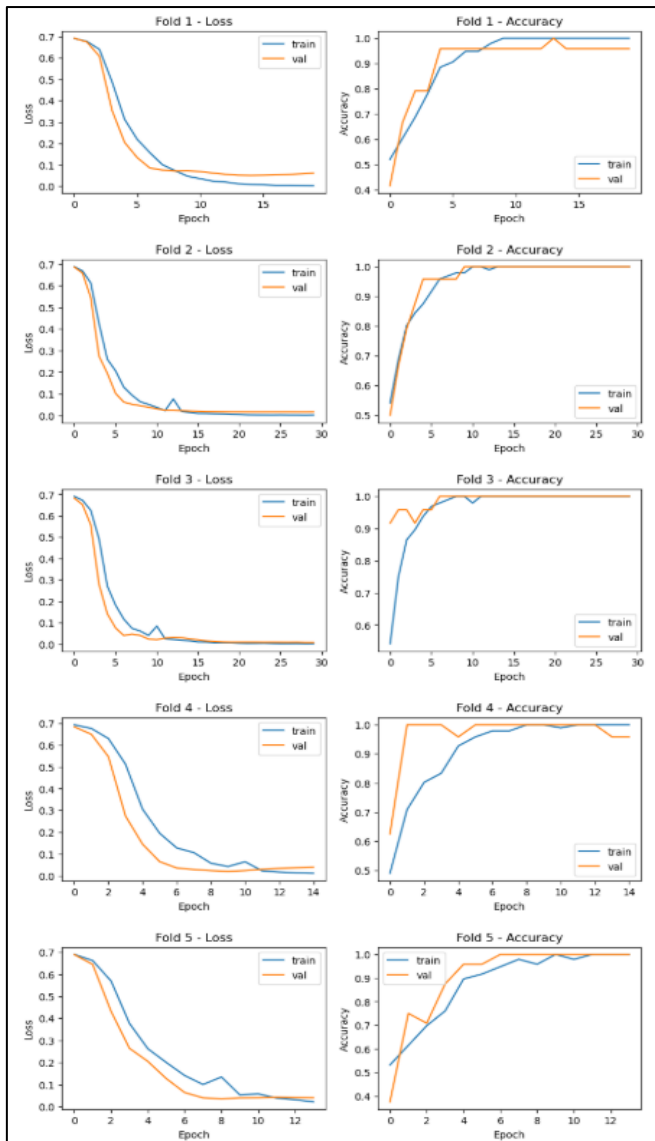 Fold 1 - Loss
Fold 1 - Accuracy
0.7
0.6
0.5
0.4
0.3
0.2
0.1
0.0
Loss
train
val
0
5
10
15
Epoch
1.0
0.9
0.8
0.7
0.6
0.5
0.4
Accuracy
train
val
0
5
10
15
Epoch
Fold 2 - Loss
Fold 2 - Accuracy
0.7
0.6
0.5
0.4
0.3
0.2
0.1
0.0
Loss
train
val
0
5
10
15
20
25
30
Epoch
1.0
0.9
0.8
0.7
0.6
0.5
Accuracy
train
val
0
5
10
15
20
25
30
Epoch
Fold 3 - Loss
Fold 3 - Accuracy
0.7
0.6
0.5
0.4
0.3
0.2
0.1
0.0
Loss
train
val
0
5
10
15
20
25
30
Epoch
1.0
0.9
0.8
0.7
0.6
Accuracy
train
val
0
5
10
15
20
25
30
Epoch
Fold 4 - Loss
Fold 4 - Accuracy
0.7
0.6
0.5
0.4
0.3
0.2
0.1
0.0
Loss
train
val
0
2
4
6
8
10
12
14
Epoch
1.0
0.9
0.8
0.7
0.6
0.5
Accuracy
train
val
0
2
4
6
8
10
12
14
Epoch
Fold 5 - Loss
Fold 5 - Accuracy
0.7
0.6
0.5
0.4
0.3
0.2
0.1
0.0
Loss
train
val
0
2
4
6
8
10
12
Epoch
1.0
0.9
0.8
0.7
0.6
0.5
0.4
Accuracy
train
val
0
2
4
6
8
10
12
Epoch